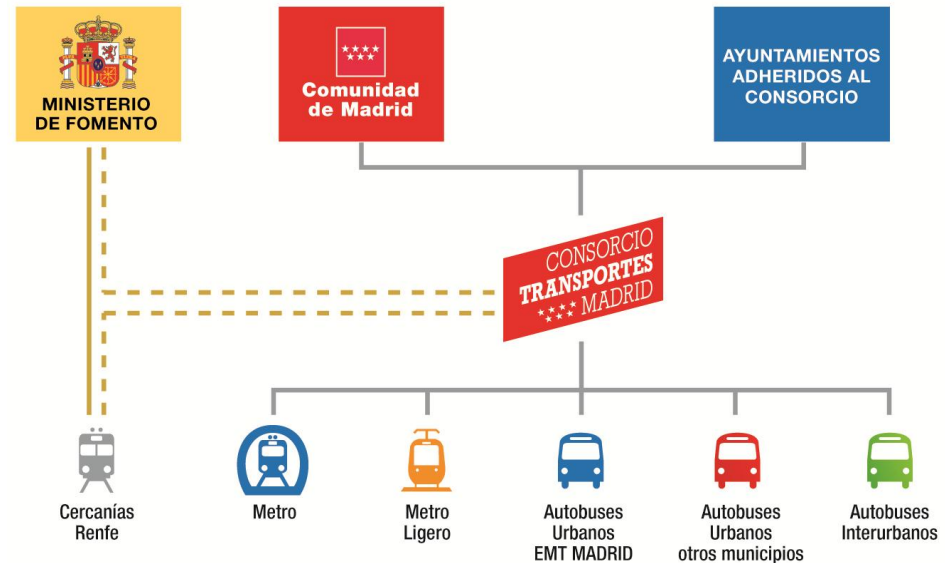 MINISTERIO
DE FOMENTO
Comunidad
de Madrid
AYUNTAMIENTOS
ADHERIDOS AL
CONSORCIO
CONSORCIO
TRANSPORTES
MADRID
Cercanías
Renfe
Metro
Metro
Ligero
Autobuses
Urbanos
EMT MADRID
Autobuses
Urbanos
otros municipios
Autobuses
Interurbanos